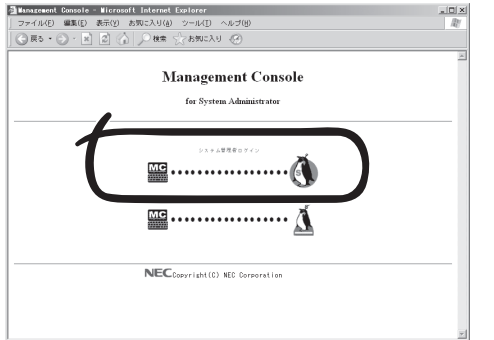 Management Console - Microsoft Internet Explorer
ファイル(F) 編集(E) 表示(V) お気に入り(A) ツール(T) ヘルプ(H)
戻る 検索 お気に入り
Management Console
for System Administrator
システム管理者ログイン
MC S
MC
NEC Copyright(C) NEC Corporation